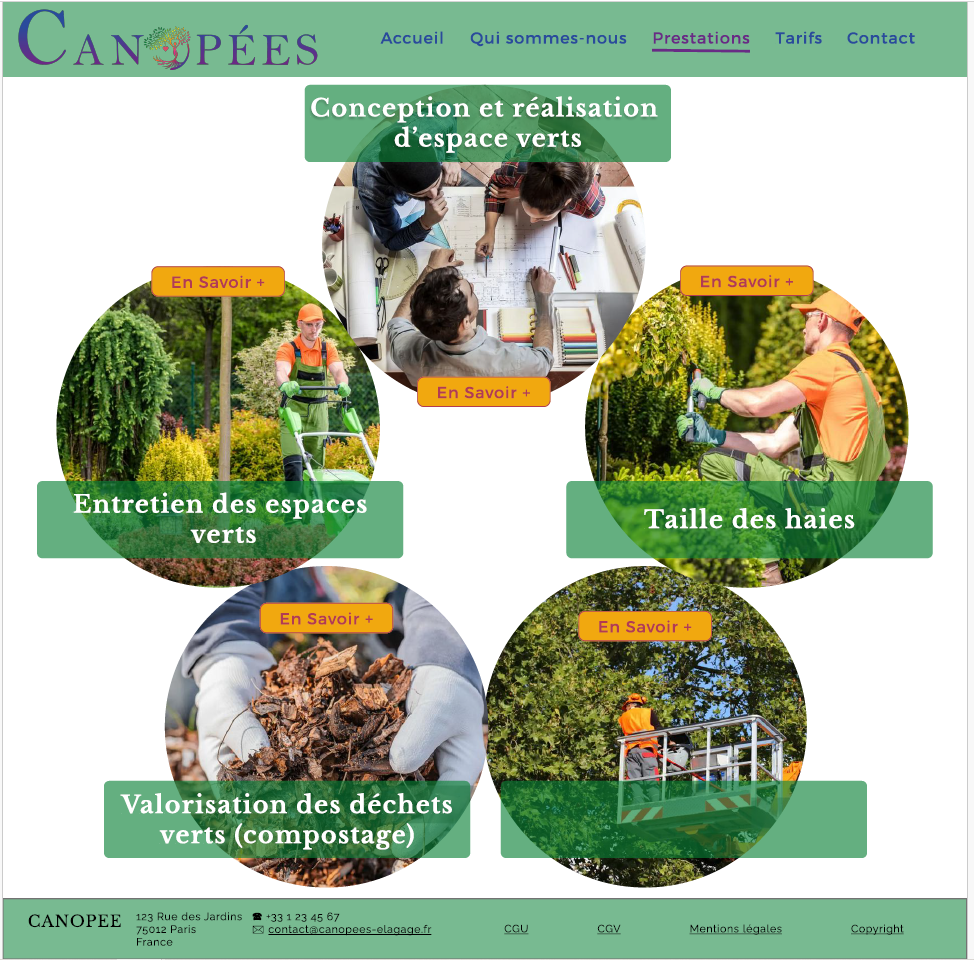 CANOPÉES
Accueil Qui sommes-nous Prestations Tarifs Contact
Conception et réalisation
d’espace verts
En Savoir +
En Savoir +
En Savoir +
Entretien des espaces
verts
Taille des haies
En Savoir +
En Savoir +
Valorisation des déchets
verts (compostage)
CANOPEE
123 Rue des Jardins
75012 Paris
France
☎ +33 1 23 45 67
✉ contact@canopees-elagage.fr
CGU
CGV
Mentions légales
Copyright